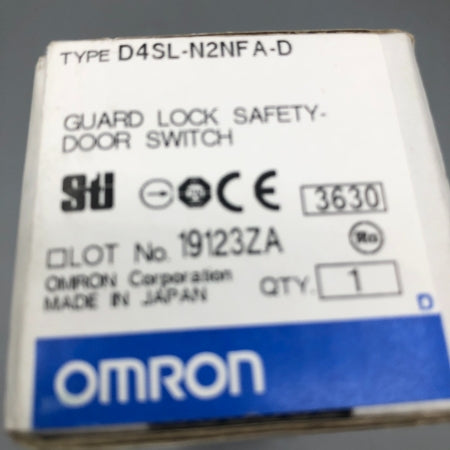 TYPE D4SL-N2NFA-D
GUARD LOCK SAFETY-
DOOR SWITCH
Sti CE 3630
□LOT No. 19123ZA
OMRON Corporation QTY. 1
MADE IN JAPAN
D
OMRON